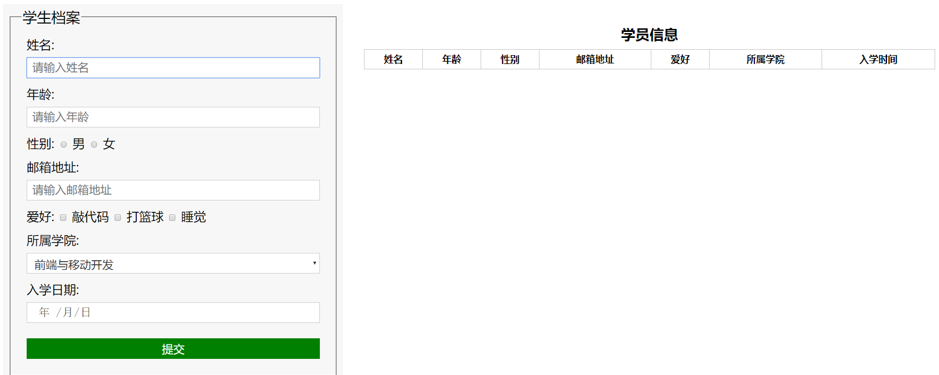 学生档案
姓名:
请输入姓名
年龄:
请输入年龄
性别: 男 女
邮箱地址:
请输入邮箱地址
爱好: 敲代码 打篮球 睡觉
所属学院:
前端与移动开发
入学日期:
年 /月/日
提交
学员信息
姓名 年龄 性别 邮箱地址 爱好 所属学院 入学时间